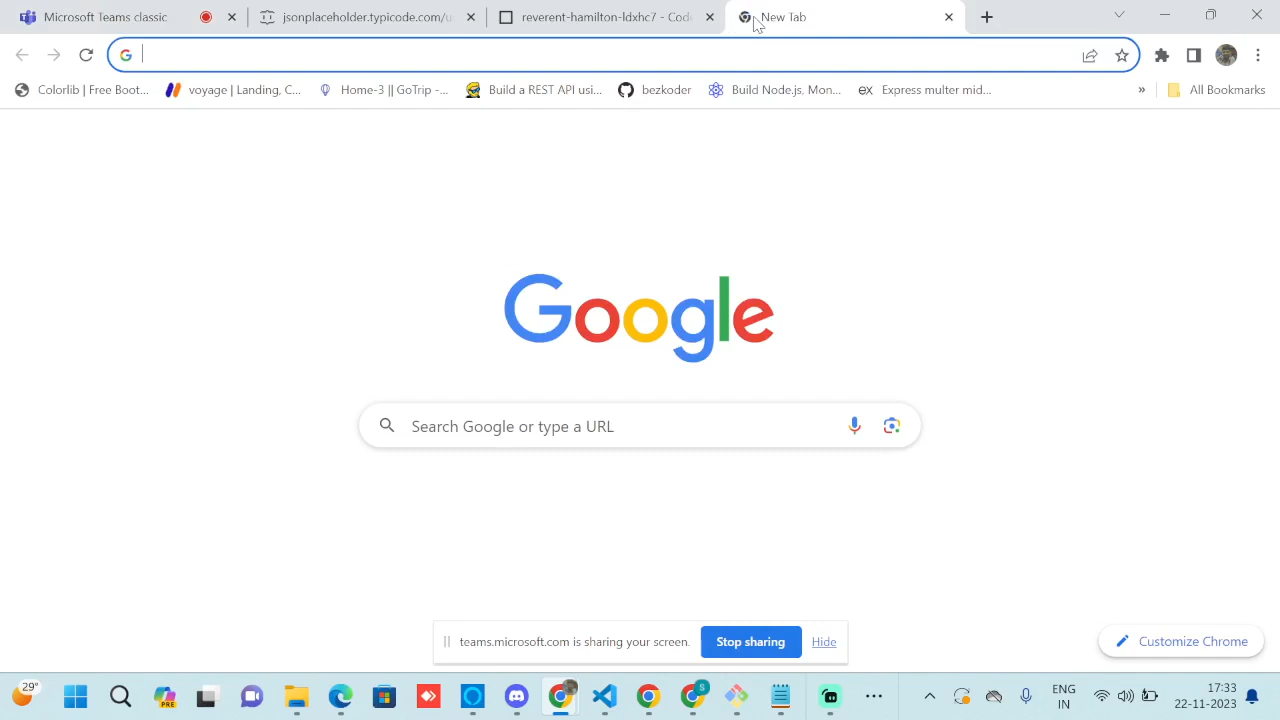 Microsoft Teams classic
jsonplaceholder.typicode.com/u
reverent-hamilton-ldxhc7 - Cod
New Tab
Colorlib | Free Boot...
voyage | Landing, C...
Home-3 || GoTrip -...
Build a REST API usi...
bezkoder
Build Node.js, Mon...
ex
Express multer mid...
»
All Bookmarks
Google
Search Google or type a URL
teams.microsoft.com is sharing your screen.
Stop sharing
Hide
Customize Chrome
29°
PRE
S
ENG
IN
17:33
22-11-2023